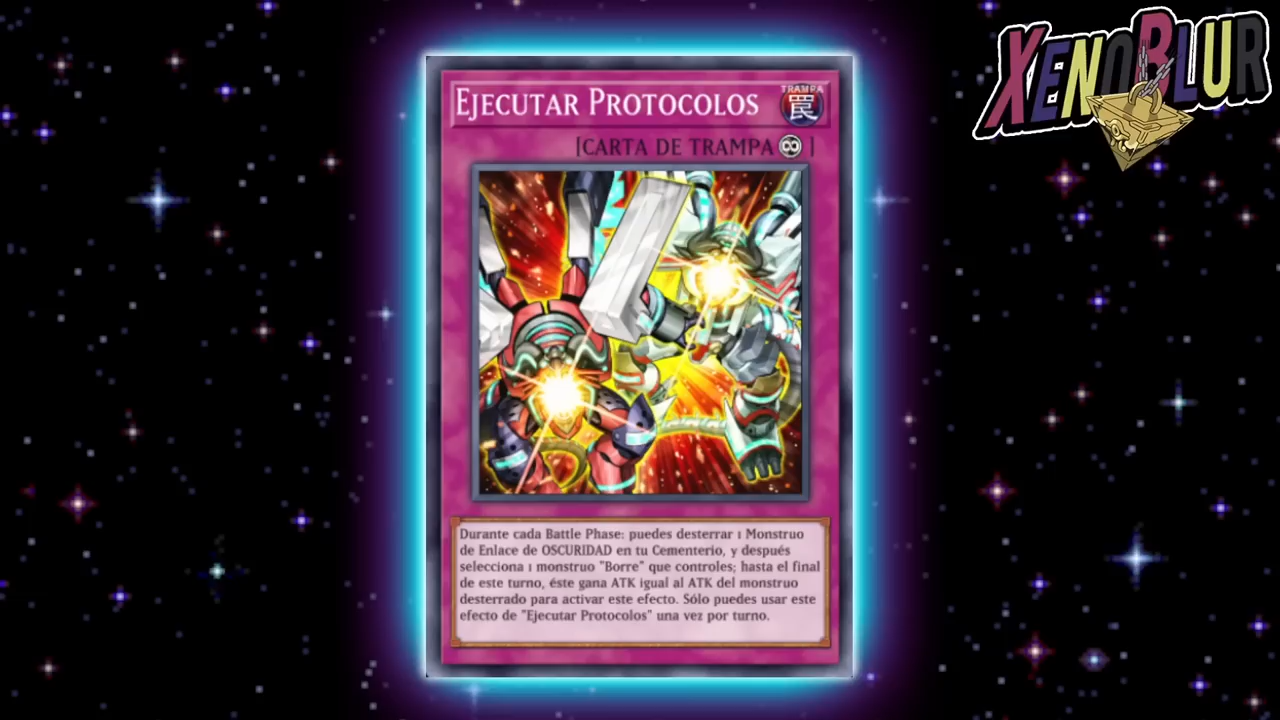 XENOBLUR
EJECUTAR PROTOCOLOS
TRAMPA
罠
[CARTA DE TRAMPA ]
Durante cada Battle Phase: puedes desterrar 1 Monstruo
de Enlace de OSCURIDAD en tu Cementerio, y después
selecciona 1 monstruo "Borre" que controles; hasta el final
de este turno, éste gana ATK igual al ATK del monstruo
desterrado para activar este efecto. Sólo puedes usar este
efecto de "Ejecutar Protocolos" una vez por turno.